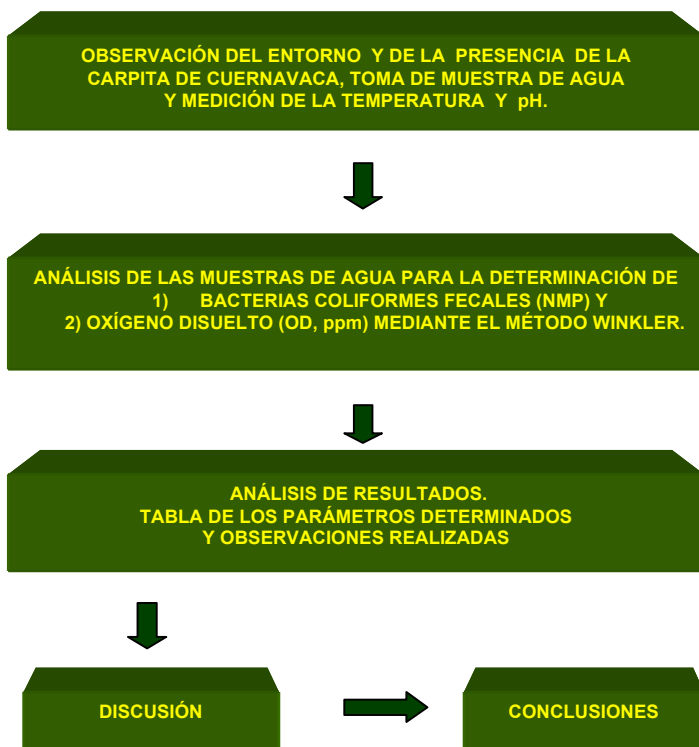 OBSERVACIÓN DEL ENTORNO Y DE LA PRESENCIA DE LA
CARPITA DE CUERNAVACA, TOMA DE MUESTRA DE AGUA
Y MEDICIÓN DE LA TEMPERATURA Y pH.
ANÁLISIS DE LAS MUESTRAS DE AGUA PARA LA DETERMINACIÓN DE
1) BACTERIAS COLIFORMES FECALES (NMP) Y
2) OXÍGENO DISUELTO (OD, ppm) MEDIANTE EL MÉTODO WINKLER.
ANÁLISIS DE RESULTADOS.
TABLA DE LOS PARÁMETROS DETERMINADOS
Y OBSERVACIONES REALIZADAS
DISCUSIÓN
CONCLUSIONES